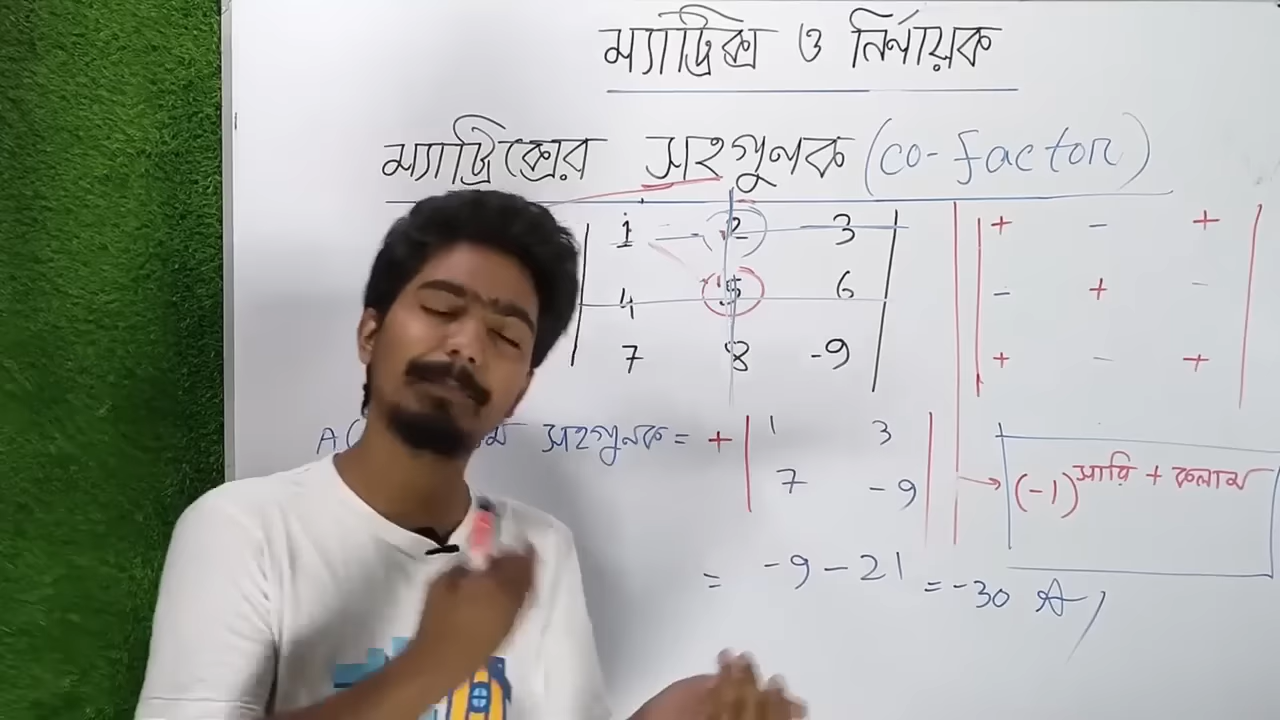 ম্যাট্রিক্স ও নির্ণায়ক
ম্যাট্রিক্সের সহগুণক (co-factor)
1 2 3 + - +
4 5 6 - + -
7 8 -9 + - +
সহগুণক = + 1 3
7 -9
(-1)^সারি + কলাম
= -9 - 21 = -30